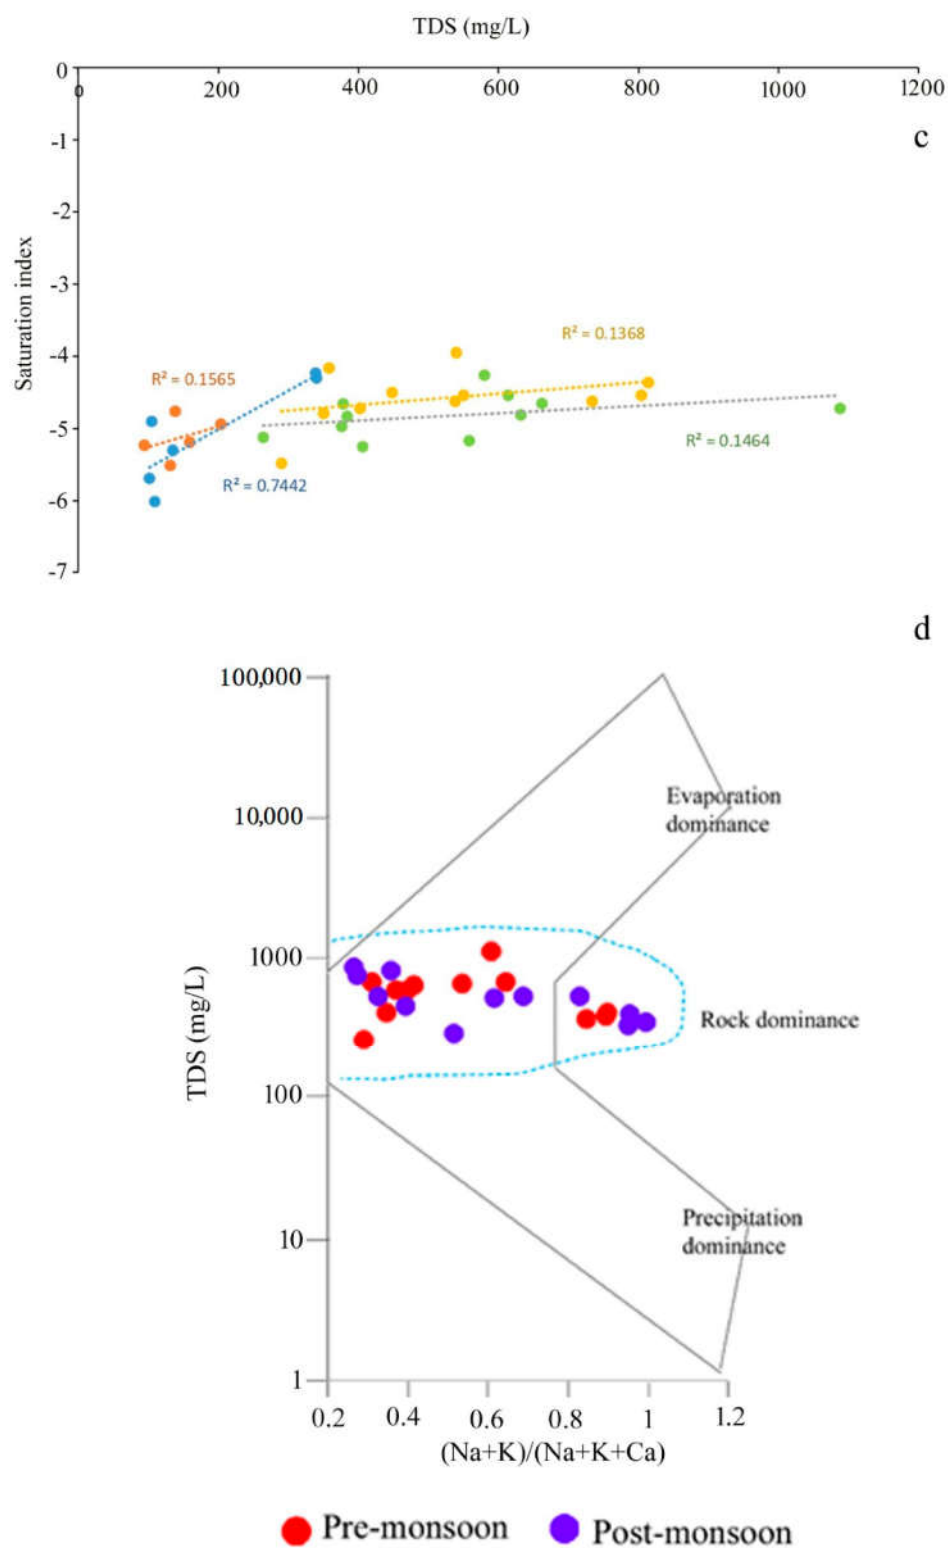 TDS (mg/L)
0
0 200 400 600 800 1000 1200
c
-1
-2
-3
-4
-5
-6
-7
Saturation index
R² = 0.1368
R² = 0.1565
R² = 0.1464
R² = 0.7442
d
100,000
10,000
1000
100
10
1
TDS (mg/L)
Evaporation
dominance
Rock dominance
Precipitation
dominance
0.2 0.4 0.6 0.8 1 1.2
(Na+K)/(Na+K+Ca)
Pre-monsoon Post-monsoon